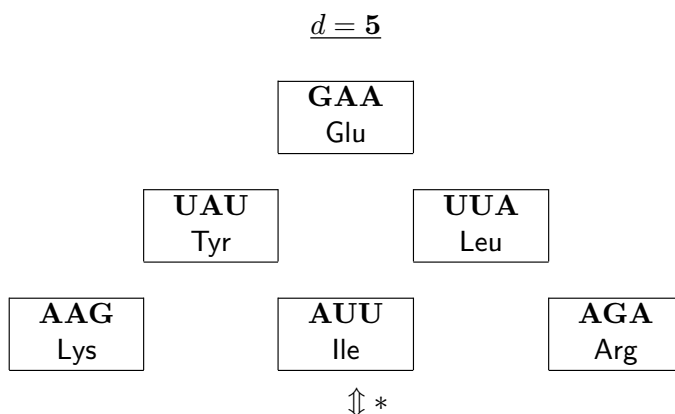 d = 5
GAA
Glu
UAU UUA
Tyr Leu
AAG AUU AGA
Lys Ile Arg
⇕ *